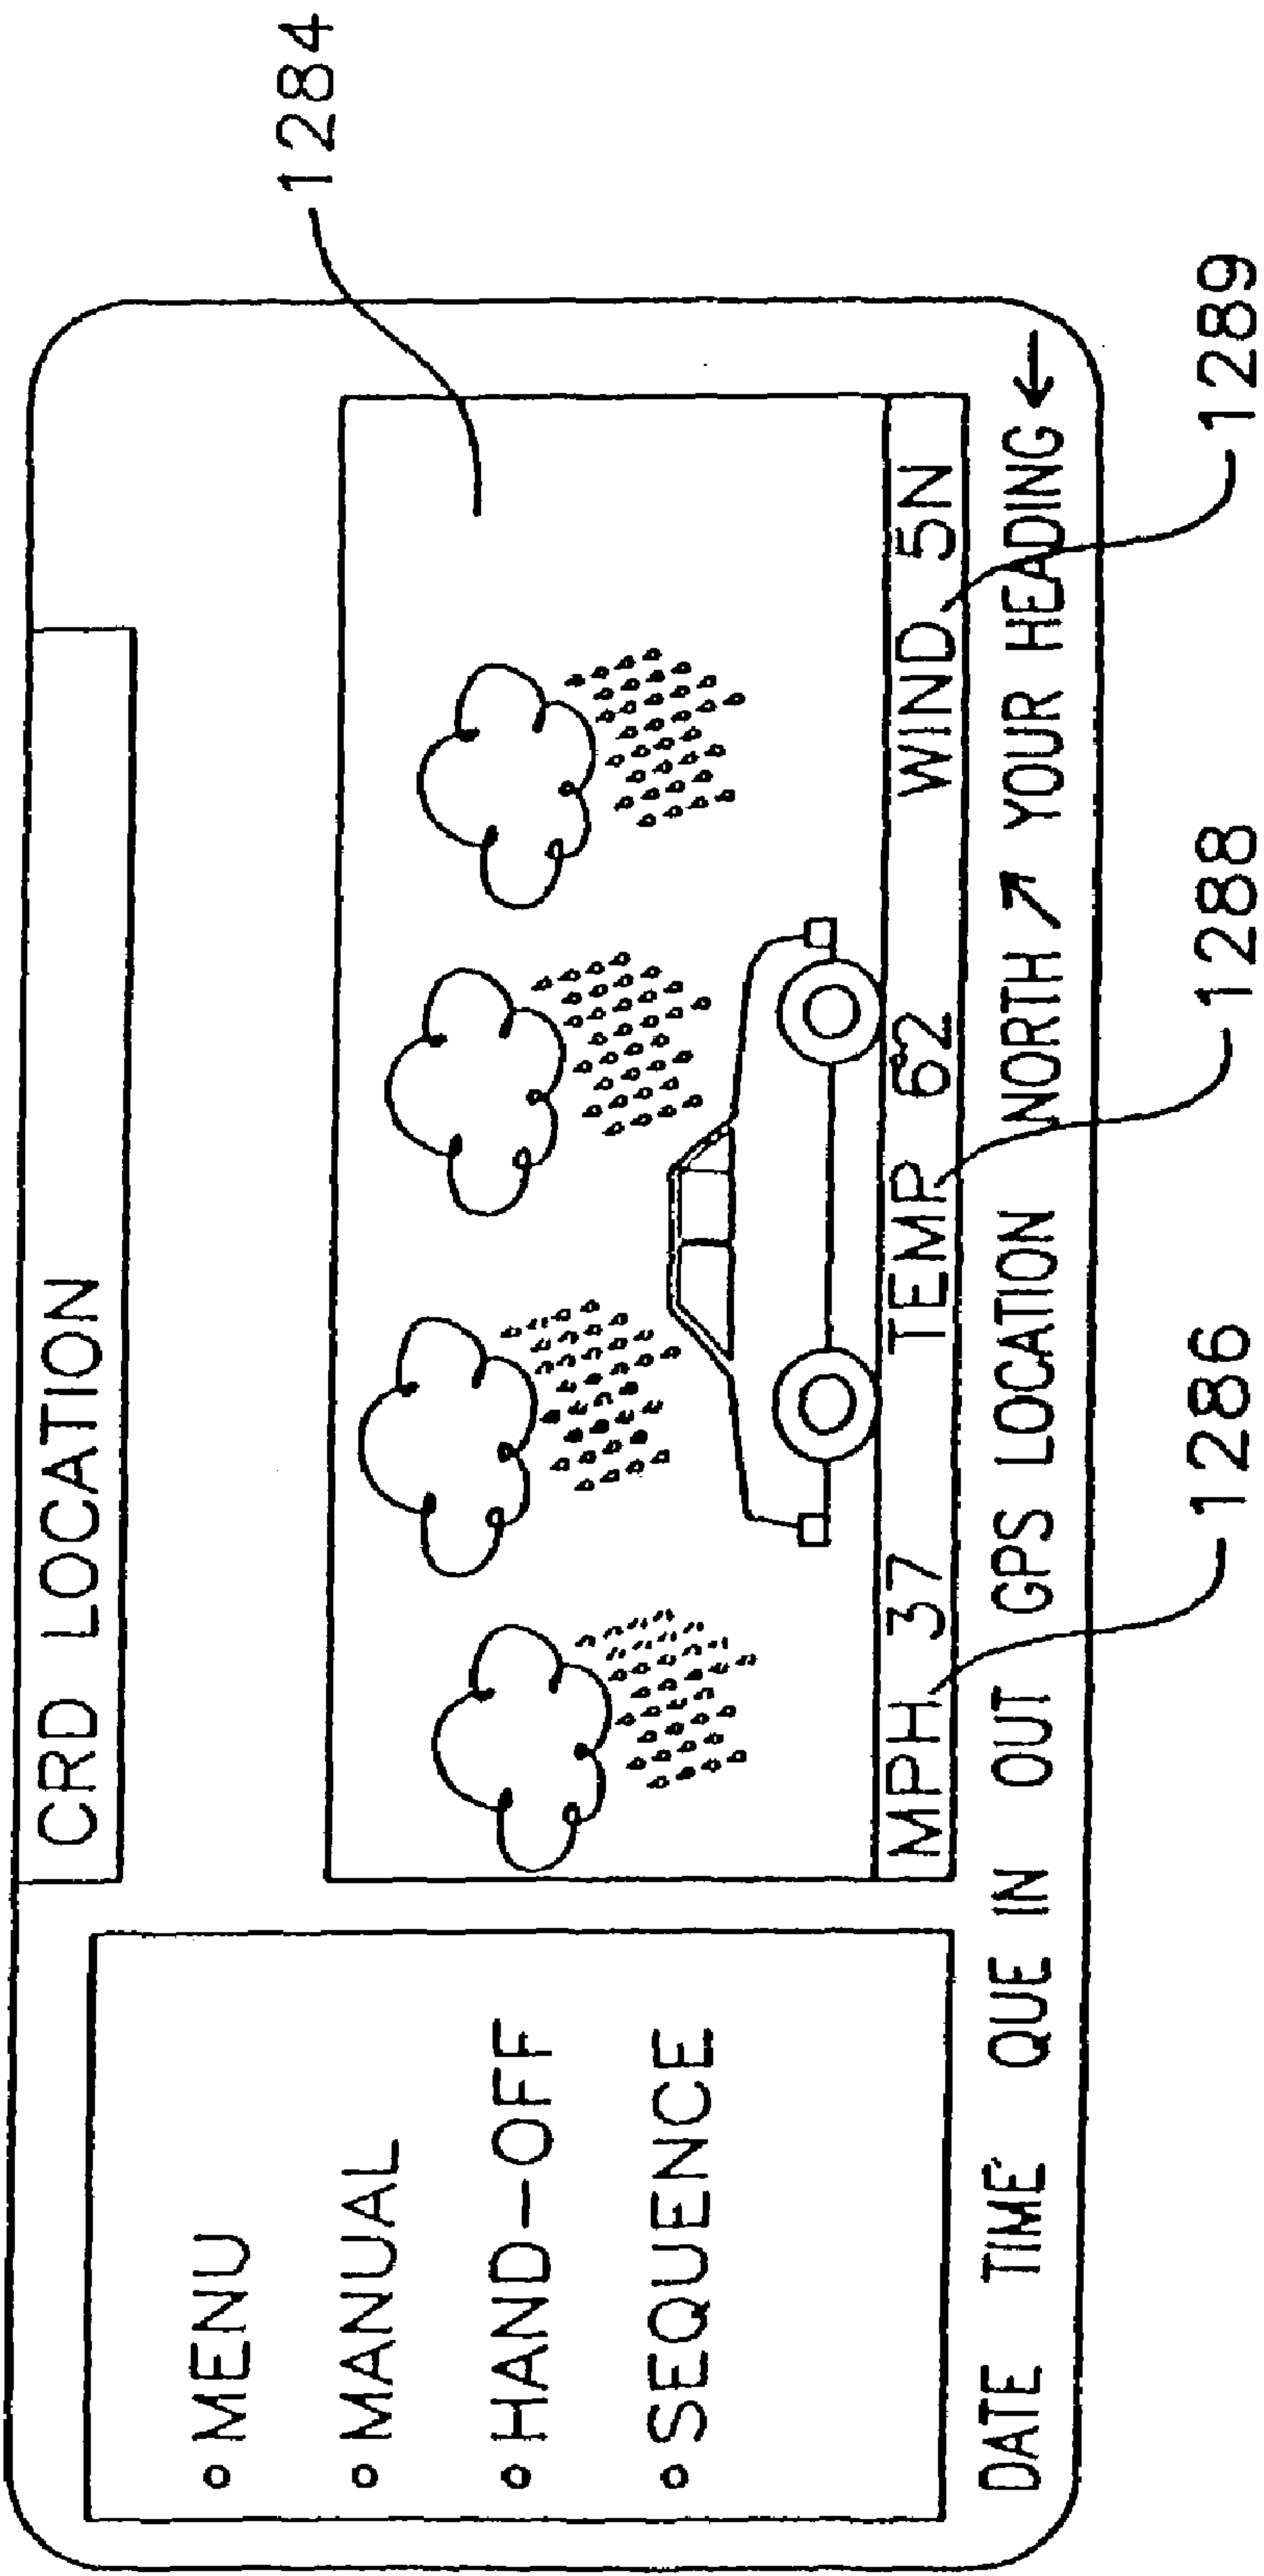 CRD LOCATION
1284
MENU
MANUAL
HAND-OFF
SEQUENCE
MPH 37 TEMP 62 WIND 5N
DATE TIME QUE IN OUT GPS LOCATION NORTH ↗ YOUR HEADING ←
1286 1288 1289